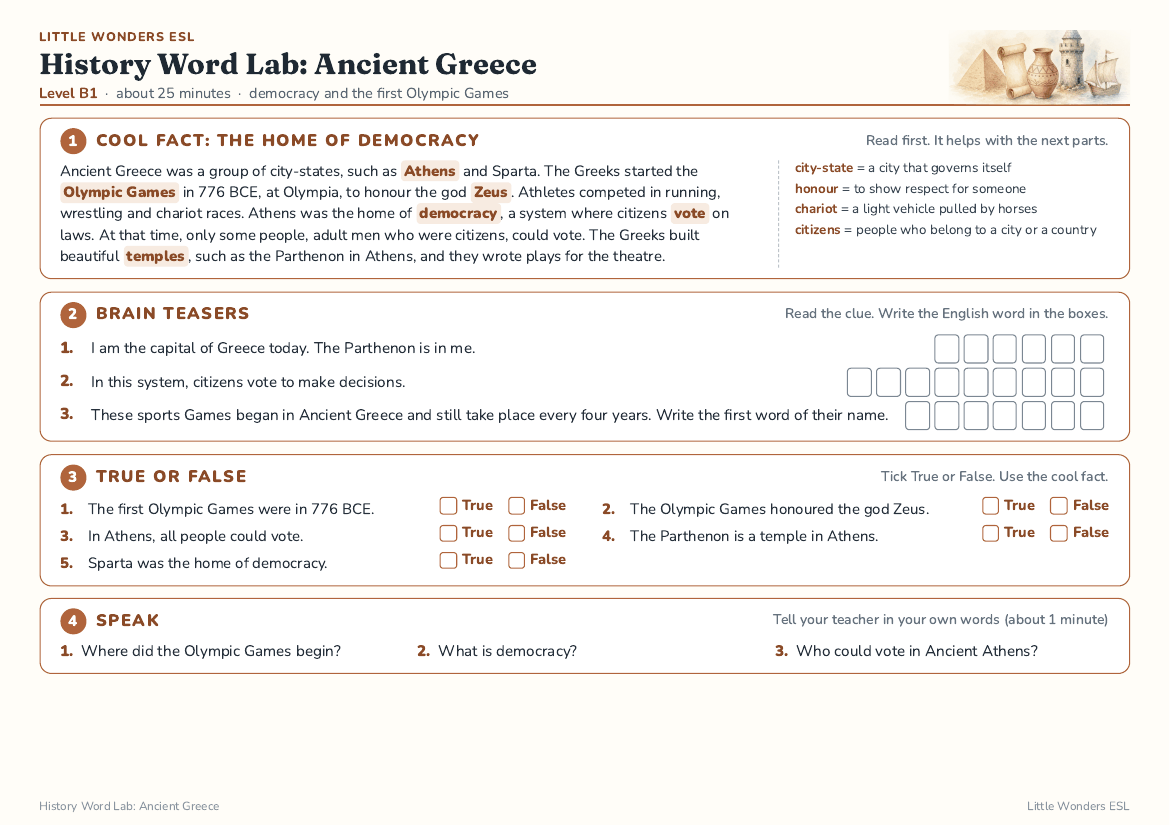 LITTLE WONDERS ESL
History Word Lab: Ancient Greece
Level B1 · about 25 minutes · democracy and the first Olympic Games
1 COOL FACT: THE HOME OF DEMOCRACY
Read first. It helps with the next parts.
Ancient Greece was a group of city-states, such as Athens and Sparta. The Greeks started the
Olympic Games in 776 BCE, at Olympia, to honour the god Zeus. Athletes competed in running,
wrestling and chariot races. Athens was the home of democracy, a system where citizens vote on
laws. At that time, only some people, adult men who were citizens, could vote. The Greeks built
beautiful temples, such as the Parthenon in Athens, and they wrote plays for the theatre.
city-state = a city that governs itself
honour = to show respect for someone
chariot = a light vehicle pulled by horses
citizens = people who belong to a city or a country
2 BRAIN TEASERS
Read the clue. Write the English word in the boxes.
1. I am the capital of Greece today. The Parthenon is in me.
2. In this system, citizens vote to make decisions.
3. These sports Games began in Ancient Greece and still take place every four years. Write the first word of their name.
3 TRUE OR FALSE
Tick True or False. Use the cool fact.
1. The first Olympic Games were in 776 BCE. True False
2. The Olympic Games honoured the god Zeus. True False
3. In Athens, all people could vote. True False
4. The Parthenon is a temple in Athens. True False
5. Sparta was the home of democracy. True False
4 SPEAK
Tell your teacher in your own words (about 1 minute)
1. Where did the Olympic Games begin?
2. What is democracy?
3. Who could vote in Ancient Athens?
History Word Lab: Ancient Greece
Little Wonders ESL